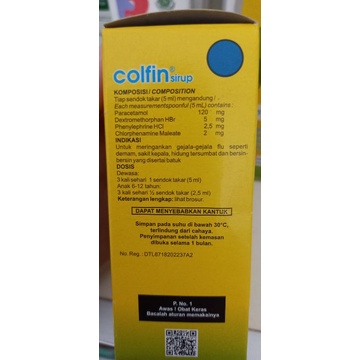 colfin® sirup
KOMPOSISI / COMPOSITION
Tiap sendok takar (5 ml) mengandung / :
Each measurementspoonful (5 mL) contains :
Paracetamol 120 mg
Dextromethorphan HBr 5 mg
Phenylephrine HCl 2,5 mg
Chlorphenamine Maleate 2 mg
INDIKASI
Untuk meringankan gejala-gejala flu seperti
demam, sakit kepala, hidung tersumbat dan bersin-
bersin yang disertai batuk
DOSIS
Dewasa
3 kali sehari 1 sendok takar (5 ml)
Anak 6-12 tahun:
3 kali sehari ½ sendok takar (2,5 ml)
Keterangan lengkap: lihat brosur.
DAPAT MENYEBABKAN KANTUK
Simpan pada suhu di bawah 30°C,
terlindung dari cahaya.
Penyimpanan setelah kemasan
dibuka selama 1 bulan.
No. Reg.: DTL8718202237A2
P. No. 1
Awas ! Obat Keras
Bacalah aturan memakainya